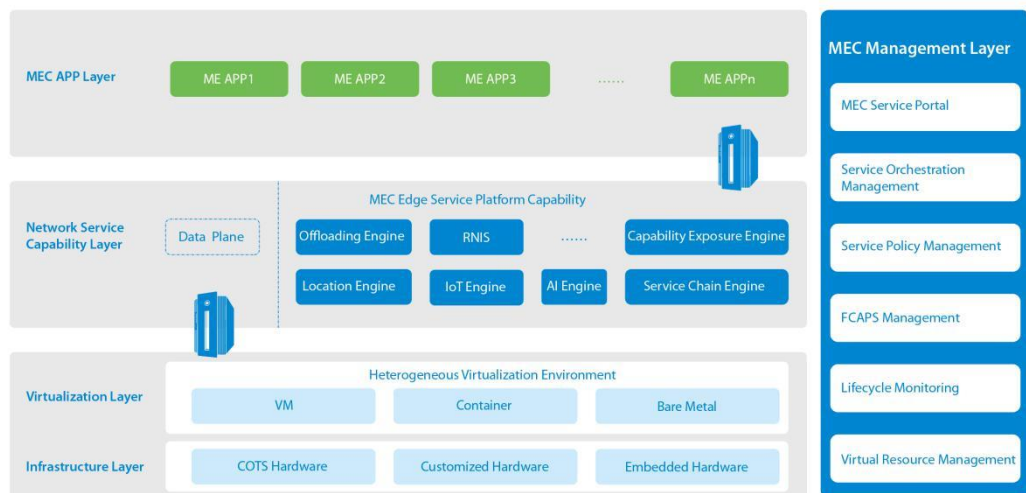 MEC APP Layer
ME APP1
ME APP2
ME APP3
......
ME APPn
Network Service
Capability Layer
Data Plane
MEC Edge Service Platform Capability
Offloading Engine
RNIS
......
Capability Exposure Engine
Location Engine
IoT Engine
AI Engine
Service Chain Engine
Virtualization Layer
Heterogeneous Virtualization Environment
VM
Container
Bare Metal
Infrastructure Layer
COTS Hardware
Customized Hardware
Embedded Hardware
MEC Management Layer
MEC Service Portal
Service Orchestration
Management
Service Policy Management
FCAPS Management
Lifecycle Monitoring
Virtual Resource Management